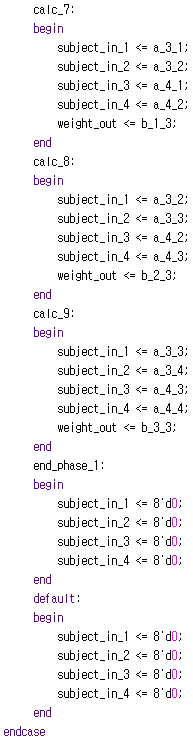 calc_7:
begin
subject_in_1 <= a_3_1;
subject_in_2 <= a_3_2;
subject_in_3 <= a_4_1;
subject_in_4 <= a_4_2;
weight_out <= b_1_3;
end
calc_8:
begin
subject_in_1 <= a_3_2;
subject_in_2 <= a_3_3;
subject_in_3 <= a_4_2;
subject_in_4 <= a_4_3;
weight_out <= b_2_3;
end
calc_9:
begin
subject_in_1 <= a_3_3;
subject_in_2 <= a_3_4;
subject_in_3 <= a_4_3;
subject_in_4 <= a_4_4;
weight_out <= b_3_3;
end
end_phase_1:
begin
subject_in_1 <= 8'd0;
subject_in_2 <= 8'd0;
subject_in_3 <= 8'd0;
subject_in_4 <= 8'd0;
end
default:
begin
subject_in_1 <= 8'd0;
subject_in_2 <= 8'd0;
subject_in_3 <= 8'd0;
subject_in_4 <= 8'd0;
end
endcase